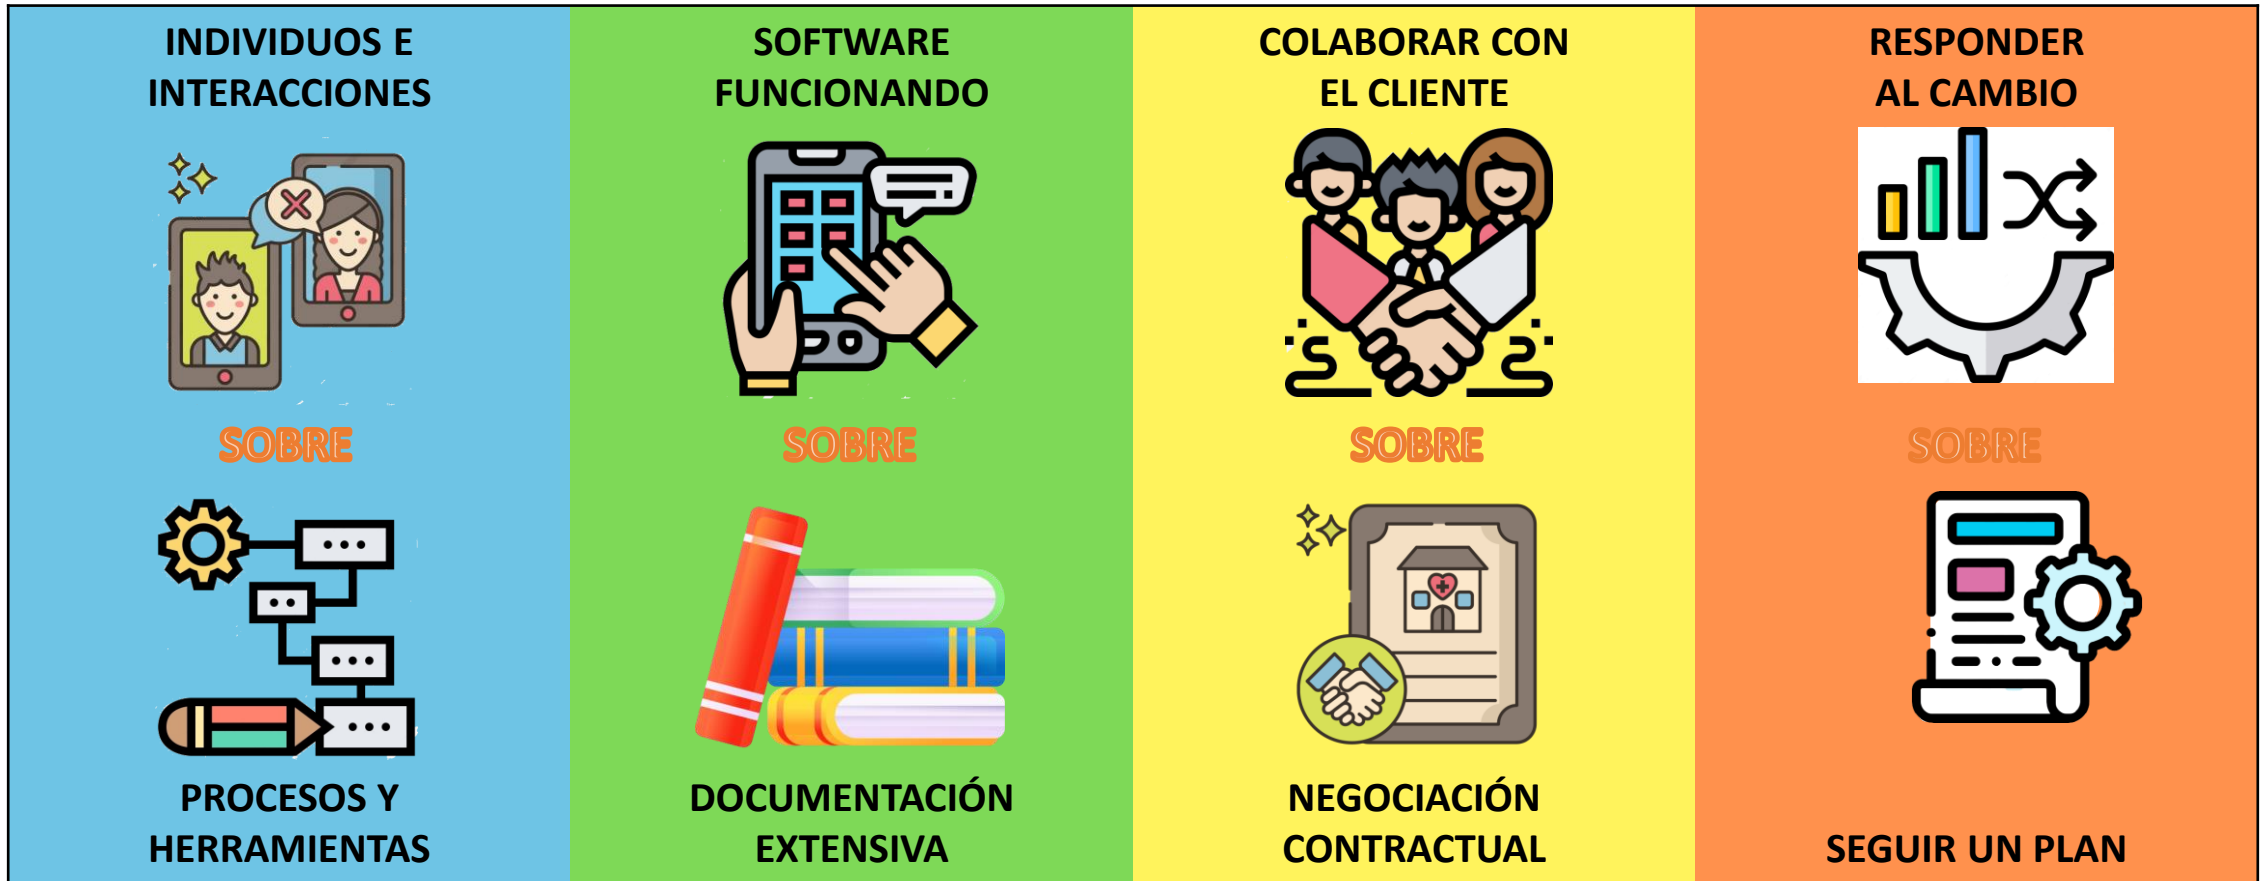 INDIVIDUOS E
INTERACCIONES
SOBRE
PROCESOS Y
HERRAMIENTAS
SOFTWARE
FUNCIONANDO
SOBRE
DOCUMENTACIÓN
EXTENSIVA
COLABORAR CON
EL CLIENTE
SOBRE
NEGOCIACIÓN
CONTRACTUAL
RESPONDER
AL CAMBIO
SOBRE
SEGUIR UN PLAN